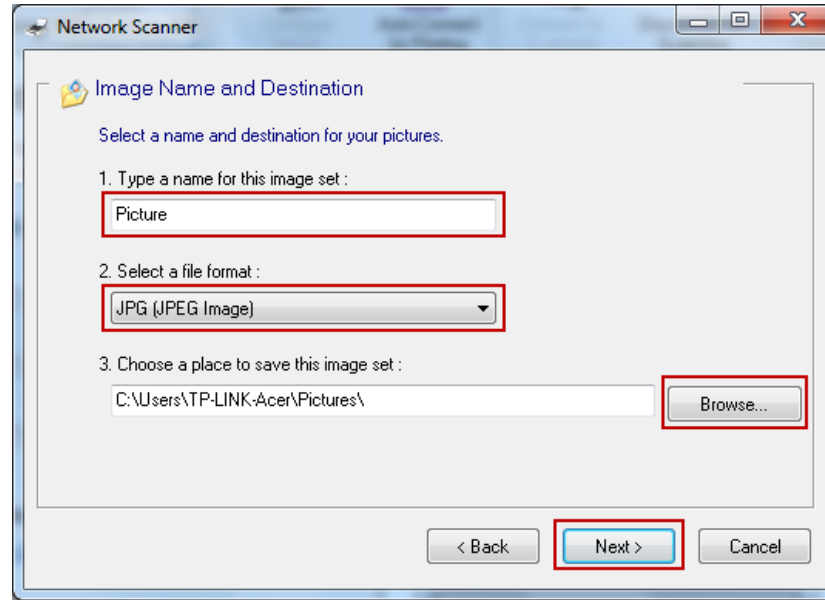 Network Scanner
Image Name and Destination
Select a name and destination for your pictures.
1. Type a name for this image set :
Picture
2. Select a file format :
JPG (JPEG Image)
3. Choose a place to save this image set :
C:\Users\TP-LINK-Acer\Pictures\
Browse...
< Back
Next >
Cancel